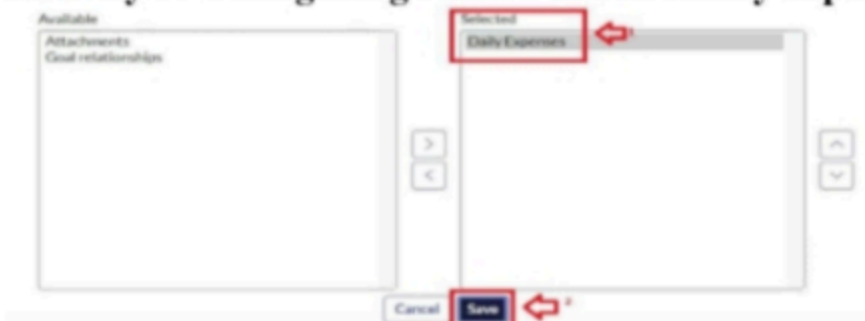 Available
Selected
Attachments
Goal relationships
Daily Expenses
1
Cancel
Save
2